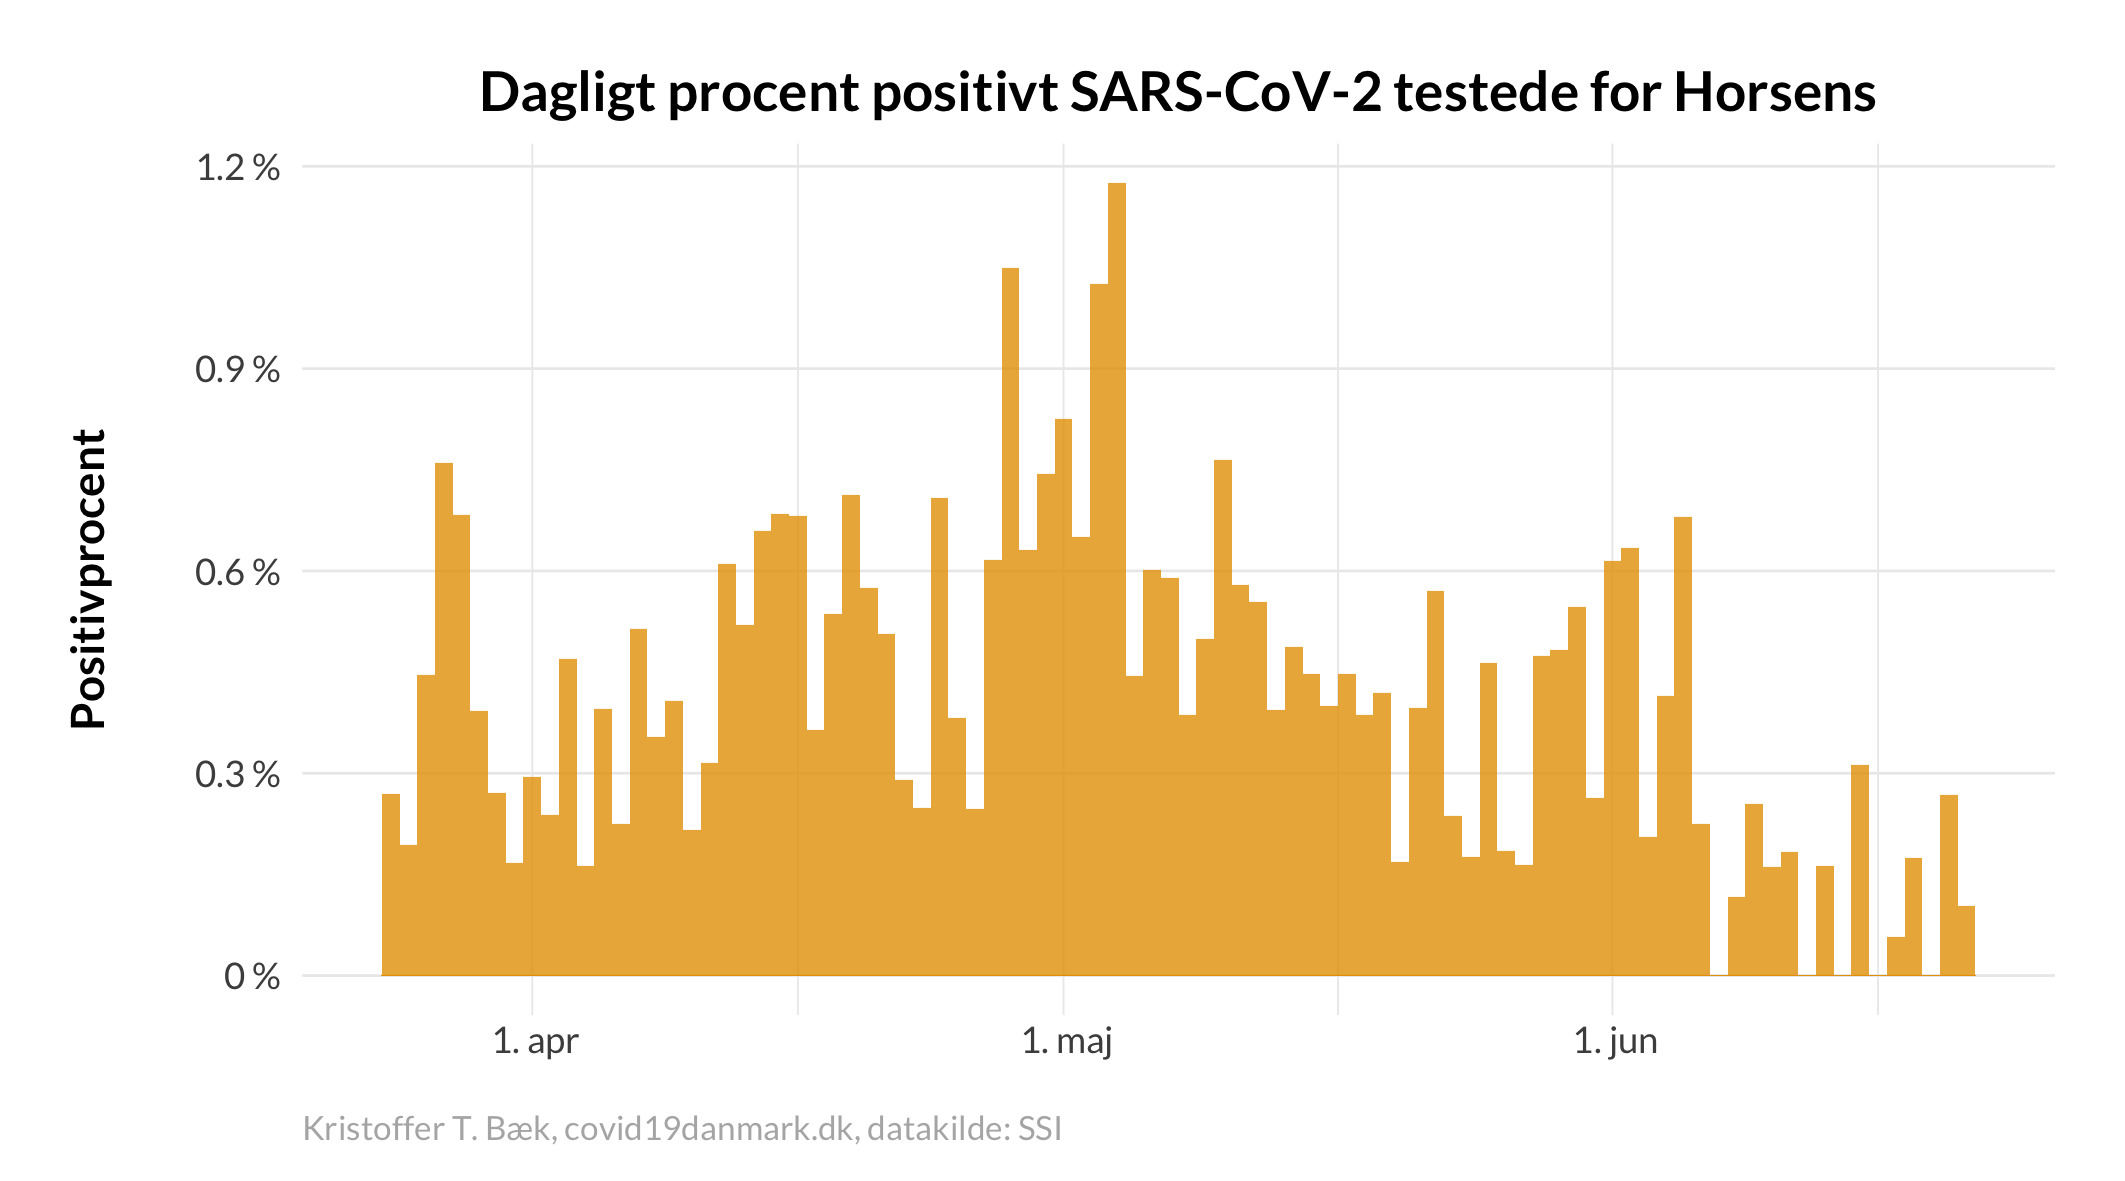 Dagligt procent positivt SARS-CoV-2 testede for Horsens
Positivprocent
1.2 %
0.9 %
0.6 %
0.3 %
0 %
1. apr
1. maj
1. jun
Kristoffer T. Bæk, covid19danmark.dk, datakilde: SSI